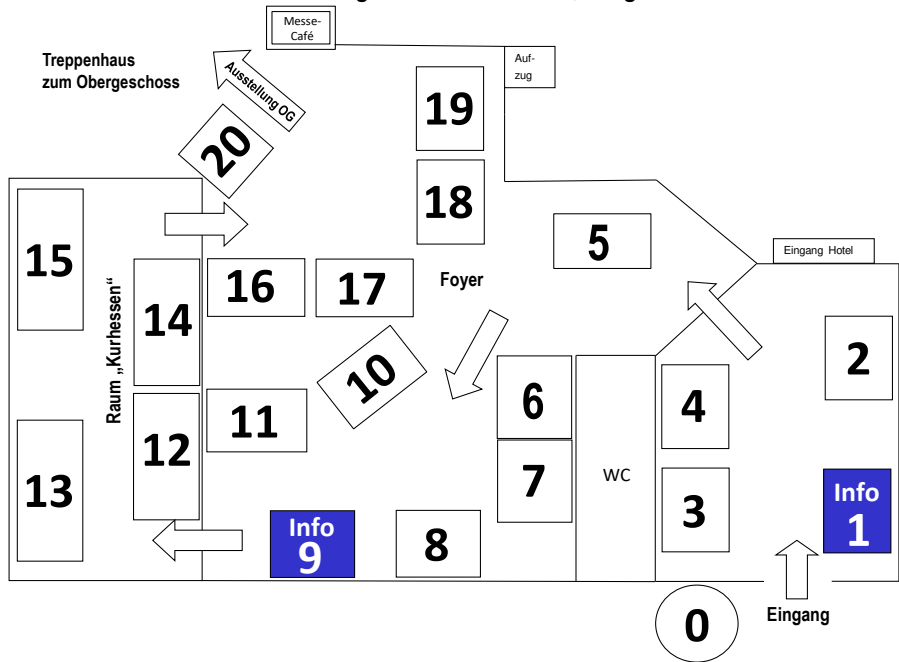 Messe-
Café
Treppenhaus
zum Obergeschoss
Ausstellung OG
Auf-
zug
19
20
18
15
5
Eingang Hotel
16
17
Foyer
14
Raum „Kurhessen"
2
10
6
4
11
12
13
7
WC
3
Info
1
Info
9
8
0
Eingang